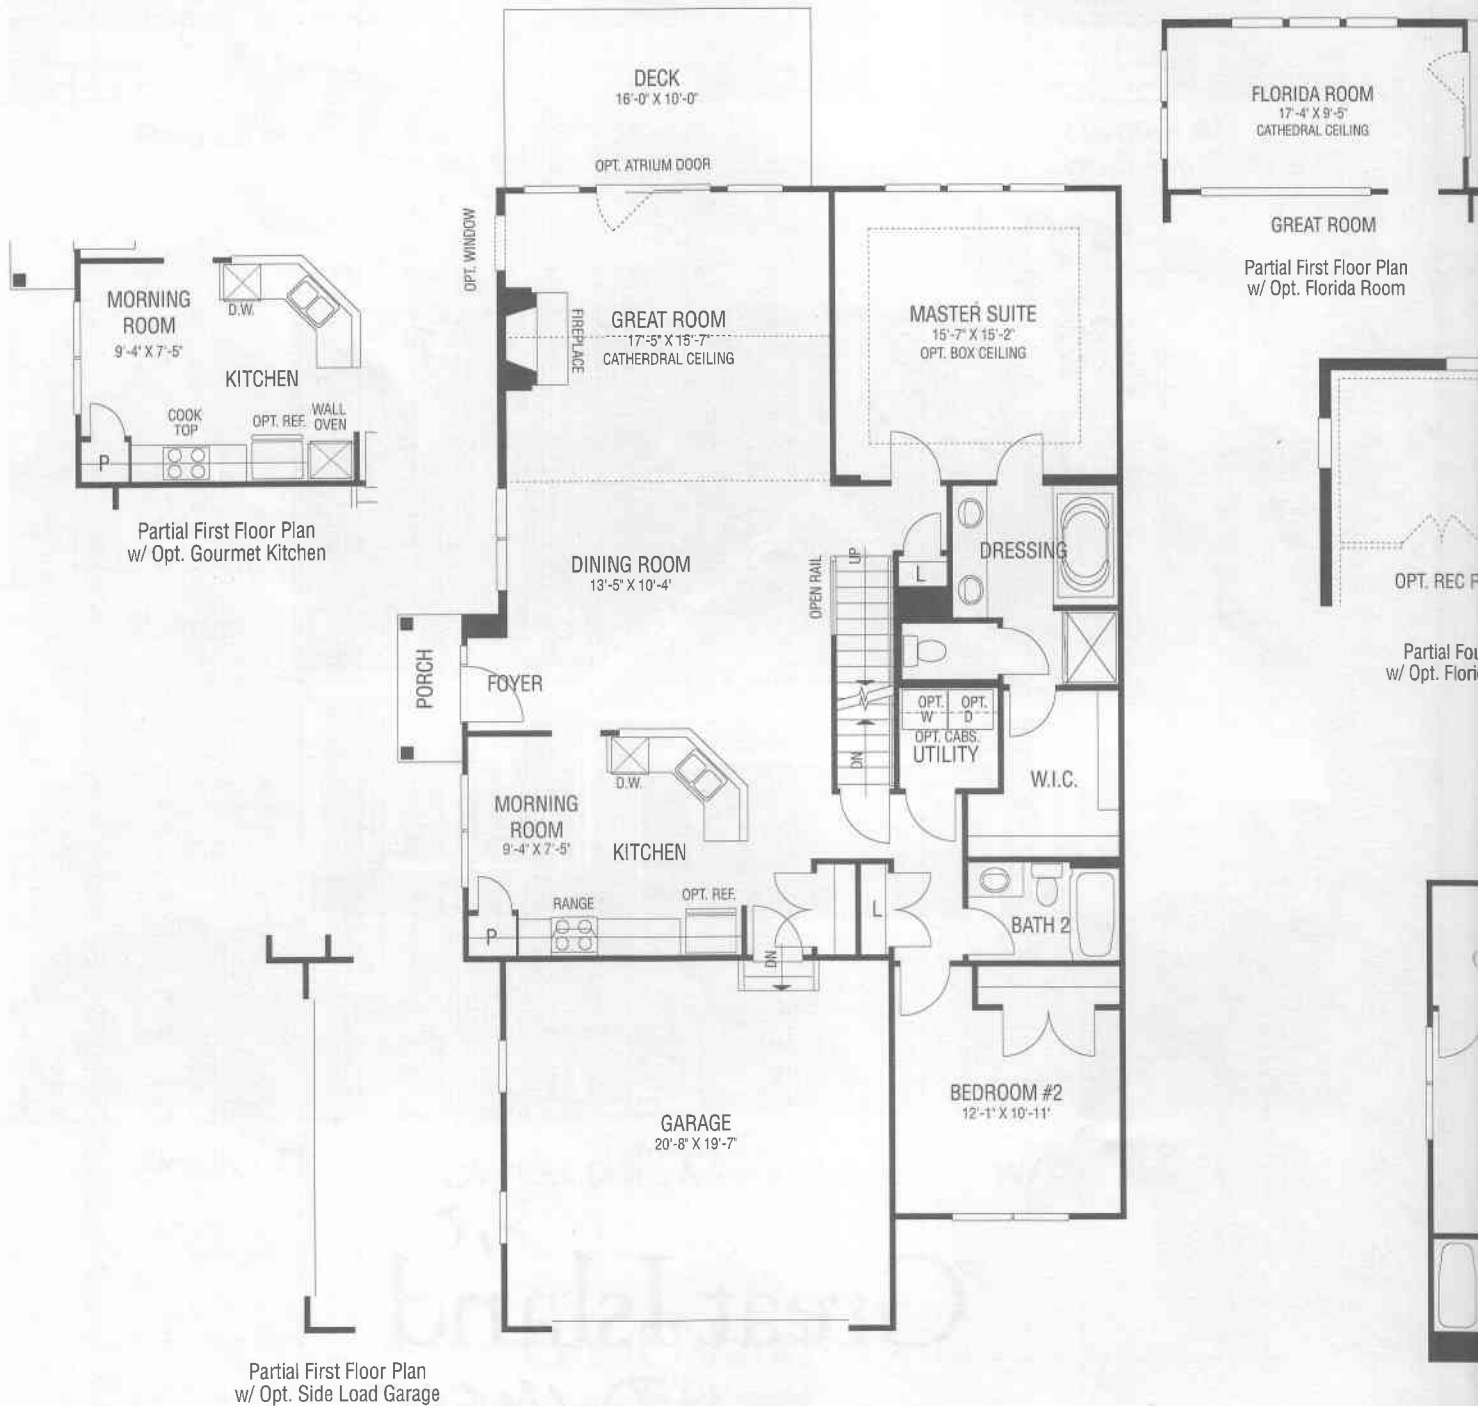 DECK
16'-0" X 10'-0"
OPT. ATRIUM DOOR
OPT. WINDOW
FIREPLACE
GREAT ROOM
17'-5" X 15'-7"
CATHERDRAL CEILING
MASTER SUITE
15'-7" X 15'-2"
OPT. BOX CEILING
FLORIDA ROOM
17'-4" X 9'-5"
CATHEDRAL CEILING
GREAT ROOM
Partial First Floor Plan
w/ Opt. Florida Room
MORNING
ROOM
9'-4" X 7'-5"
D.W.
KITCHEN
COOK
TOP
OPT. REF.
WALL
OVEN
P
Partial First Floor Plan
w/ Opt. Gourmet Kitchen
DINING ROOM
13'-5" X 10'-4'
OPEN RAIL
UP
L
DRESSING
OPT. REC
Partial
w/ Opt.
PORCH
FOYER
OPT.
W
OPT.
D
OPT. CABS.
UTILITY
DN
W.I.C.
D.W.
MORNING
ROOM
9'-4" X 7'-5'
KITCHEN
RANGE
OPT. REF.
P
DN
L
BATH 2
BEDROOM #2
12'-1" X 10'-11'
GARAGE
20'-8" X 19'-7"
Partial First Floor Plan
w/ Opt. Side Load Garage